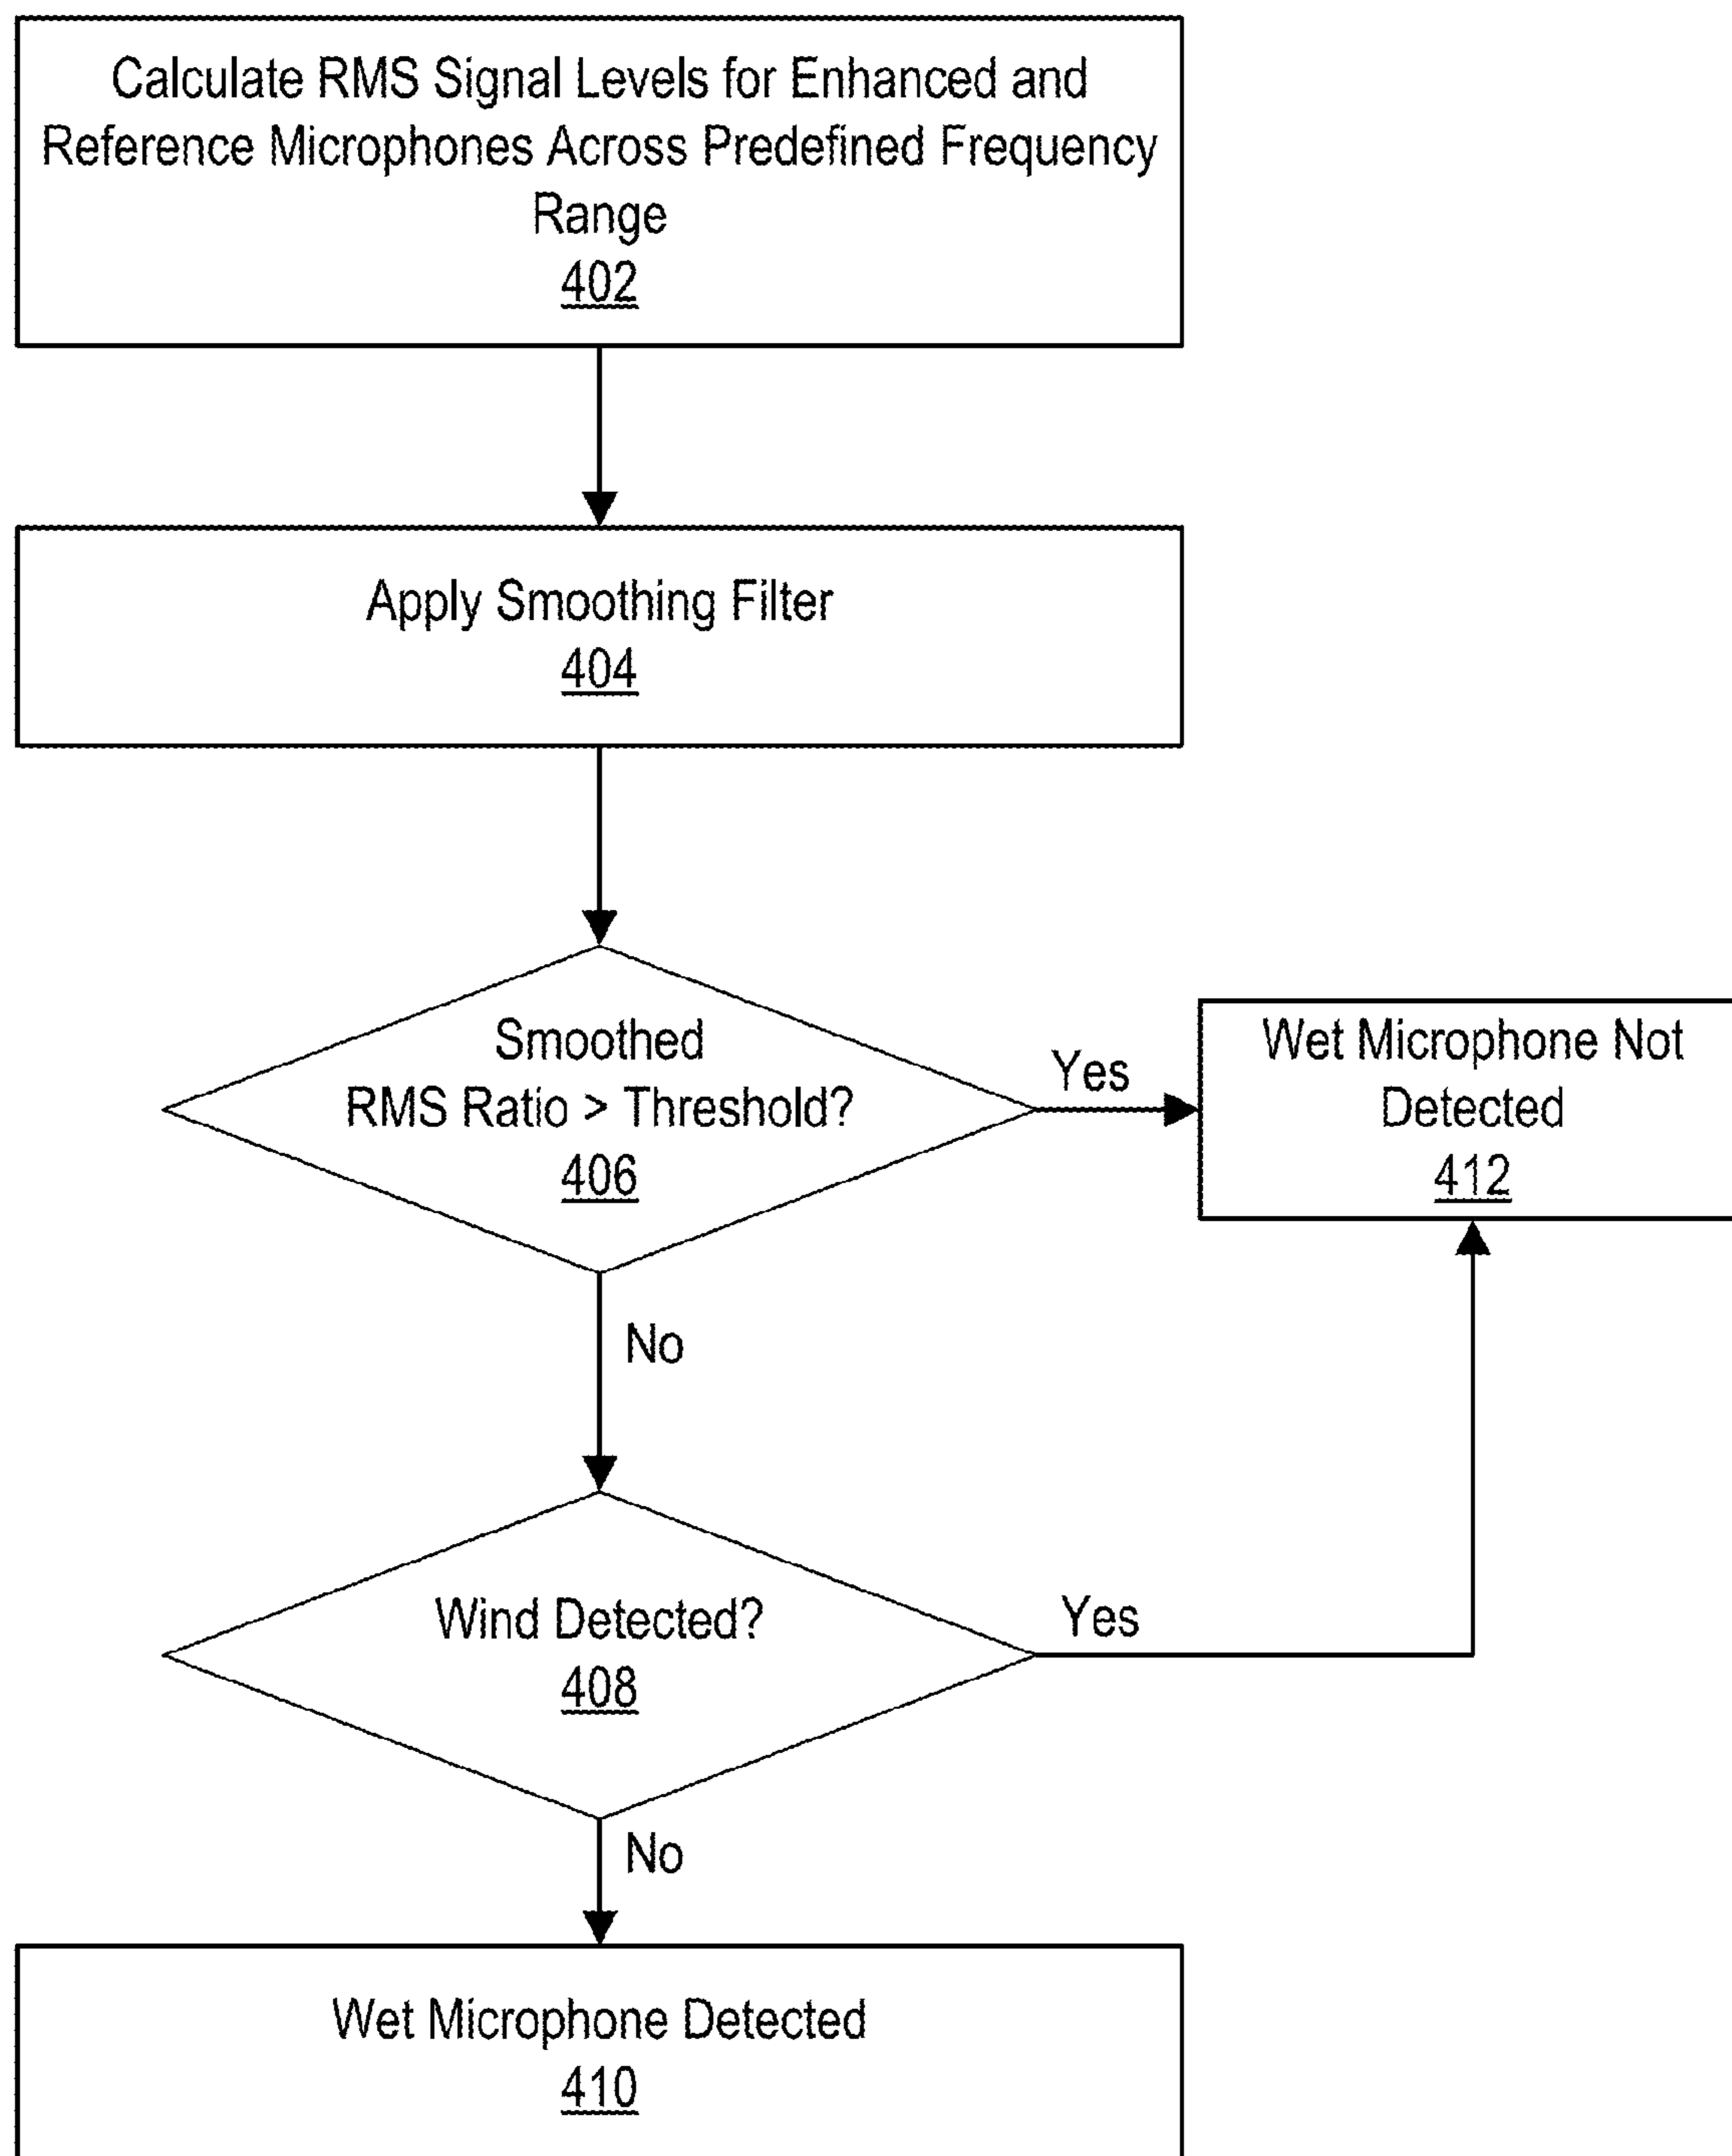 Calculate RMS Signal Levels for Enhanced and
Reference Microphones Across Predefined Frequency
Range
402
Apply Smoothing Filter
404
Smoothed
RMS Ratio > Threshold?
406
Yes
Wet Microphone Not
Detected
412
No
Wind Detected?
408
Yes
No
Wet Microphone Detected
410